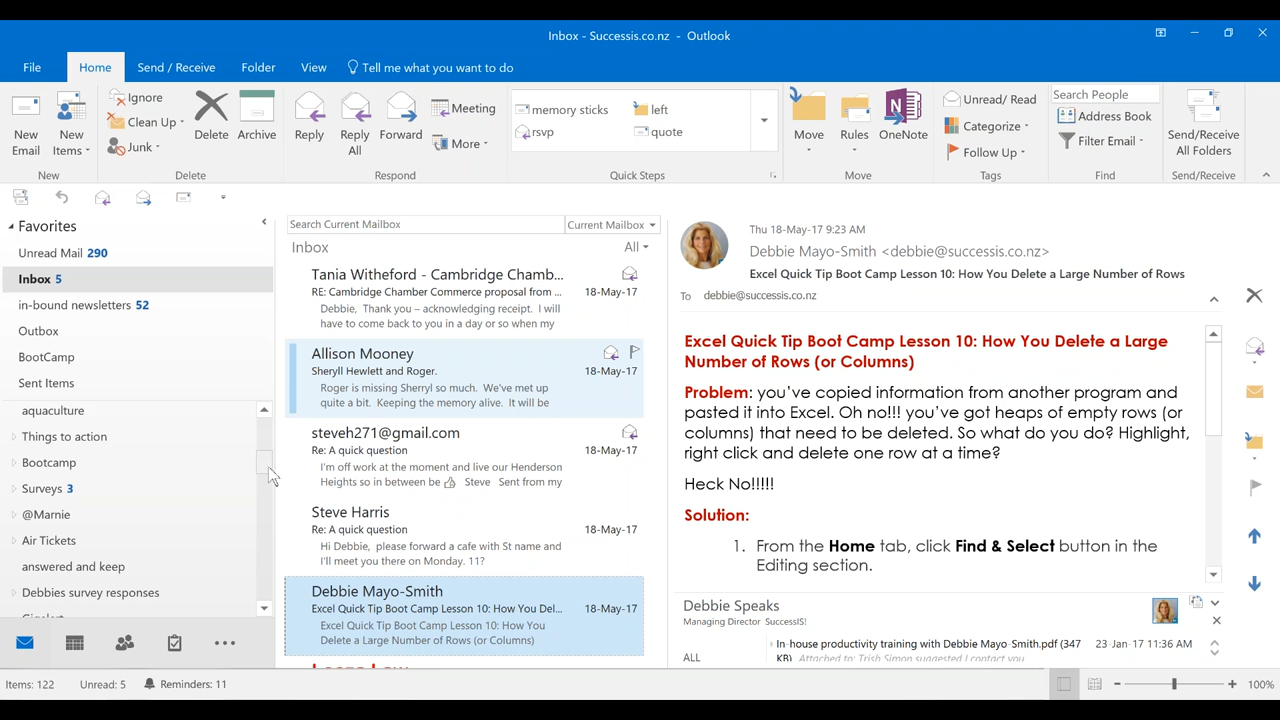 Inbox - Successis.co.nz - Outlook
File Home Send / Receive Folder View Tell me what you want to do
New Email
New Items
New
Ignore
Clean Up
Junk
Delete
Archive
Delete
Reply
Reply All
Forward
Meeting
More
Respond
memory sticks
left
rsvp
quote
Quick Steps
Move
Rules
OneNote
Move
Unread/ Read
Categorize
Follow Up
Tags
Search People
Address Book
Filter Email
Find
Send/Receive All Folders
Send/Receive
Favorites
Unread Mail 290
Inbox 5
in-bound newsletters 52
Outbox
BootCamp
Sent Items
aquaculture
Things to action
Bootcamp
Surveys 3
@Marnie
Air Tickets
answered and keep
Debbies survey responses
Search Current Mailbox
Current Mailbox
Inbox
All
Tania Witheford - Cambridge Chamb...
RE: Cambridge Chamber Commerce proposal from ... 18-May-17
Debbie, Thank you – acknowledging receipt. I will
have to come back to you in a day or so when my
Allison Mooney
Sheryll Hewlett and Roger. 18-May-17
Roger is missing Sherryl so much. We've met up
quite a bit. Keeping the memory alive. It will be
steveh271@gmail.com
Re: A quick question 18-May-17
I'm off work at the moment and live our Henderson
Heights so in between be Steve Sent from my
Steve Harris
Re: A quick question 18-May-17
Hi Debbie, please forward a cafe with St name and
I'll meet you there on Monday. 11?
Debbie Mayo-Smith
Excel Quick Tip Boot Camp Lesson 10: How You Del... 18-May-17
Excel Quick Tip Boot Camp Lesson 10: How You
Delete a Large Number of Rows (or Columns)
Thu 18-May-17 9:23 AM
Debbie Mayo-Smith <debbie@successis.co.nz>
Excel Quick Tip Boot Camp Lesson 10: How You Delete a Large Number of Rows
To debbie@successis.co.nz
Excel Quick Tip Boot Camp Lesson 10: How You Delete a Large
Number of Rows (or Columns)
Problem: you've copied information from another program and
pasted it into Excel. Oh no!!! you've got heaps of empty rows (or
columns) that need to be deleted. So what do you do? Highlight,
right click and delete one row at a time?
Heck No!!!!!
Solution:
1. From the Home tab, click Find & Select button in the
Editing section.
Debbie Speaks
Managing Director SuccessIS!
ALL
In-house productivity training with Debbie Mayo-Smith.pdf (347 23-Jan-17 11:36 AM
KB) Attached to: Trish Simon suggested I contact you
Items: 122 Unread: 5 Reminders: 11
100%